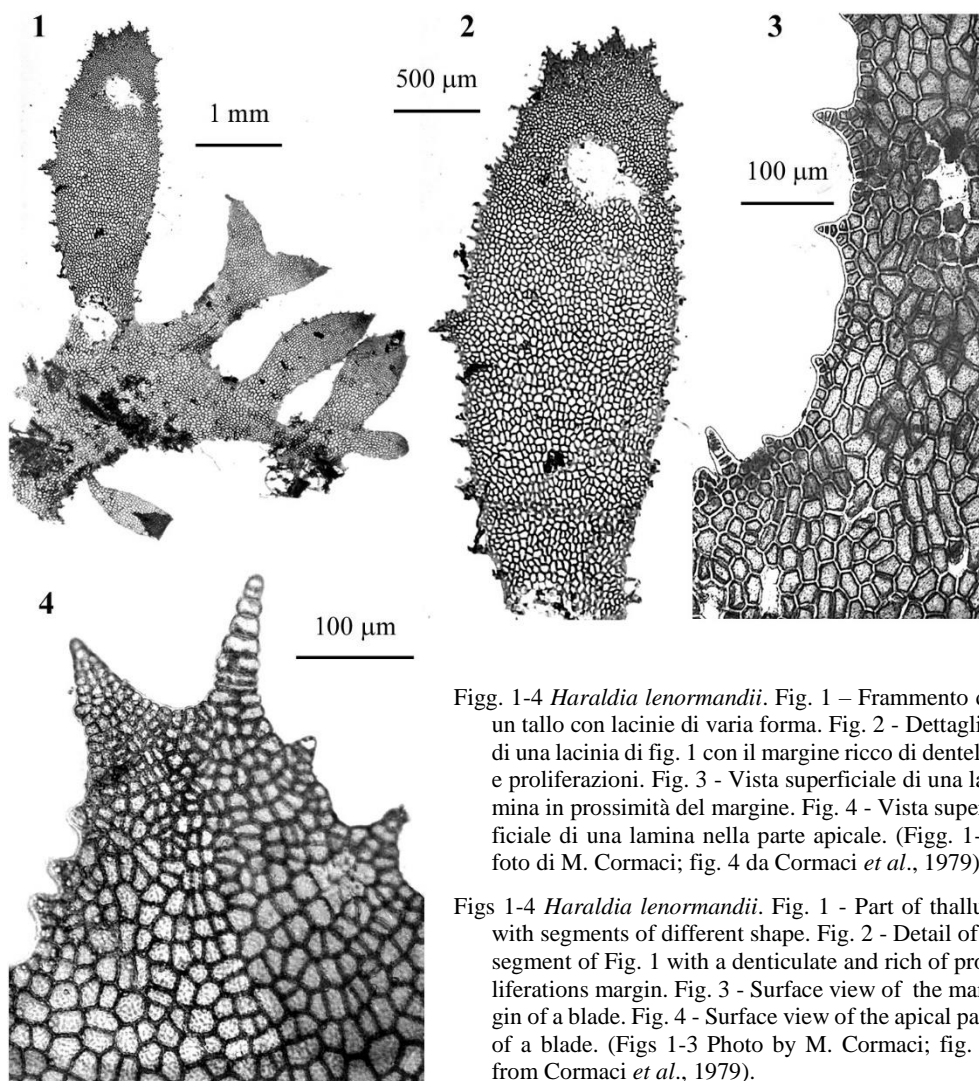 1
1 mm
2
500 µm
3
100 µm
4
100 µm
Figg. 1-4 Haraldia lenormandii. Fig. 1 – Frammento
un tallo con lacinie di varia forma. Fig. 2 - Dettagli
di una lacinia di fig. 1 con il margine ricco di dentel
e proliferazioni. Fig. 3 - Vista superficiale di una la-
mina in prossimità del margine. Fig. 4 - Vista super-
ficiale di una lamina nella parte apicale. (Figg. 1-
foto di M. Cormaci; fig. 4 da Cormaci et al., 1979)
Figs 1-4 Haraldia lenormandii. Fig. 1 - Part of thallu
with segments of different shape. Fig. 2 - Detail of
segment of Fig. 1 with a denticulate and rich of pro-
liferations margin. Fig. 3 - Surface view of the mar-
gin of a blade. Fig. 4 - Surface view of the apical pa
of a blade. (Figs 1-3 Photo by M. Cormaci; fig.
from Cormaci et al., 1979).